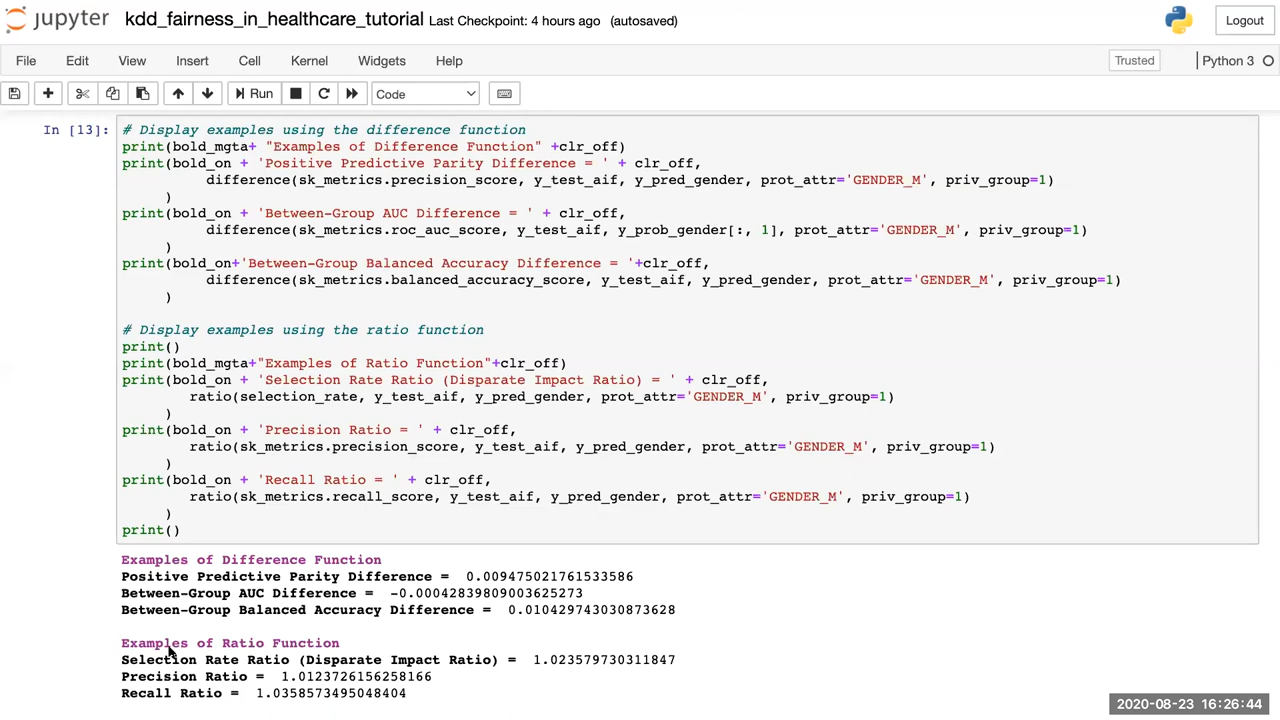 jupyter kdd_fairness_in_healthcare_tutorial Last Checkpoint: 4 hours ago (autosaved) Logout
File Edit View Insert Cell Kernel Widgets Help Trusted Python 3
Run Code
In [13]:
# Display examples using the difference function
print(bold_mgta+ "Examples of Difference Function" +clr_off)
print(bold_on + 'Positive Predictive Parity Difference = ' + clr_off,
difference(sk_metrics.precision_score, y_test_aif, y_pred_gender, prot_attr='GENDER_M', priv_group=1)
)
print(bold_on + 'Between-Group AUC Difference = ' + clr_off,
difference(sk_metrics.roc_auc_score, y_test_aif, y_prob_gender[:, 1], prot_attr='GENDER_M', priv_group=1)
)
print(bold_on+'Between-Group Balanced Accuracy Difference = '+clr_off,
difference(sk_metrics.balanced_accuracy_score, y_test_aif, y_pred_gender, prot_attr='GENDER_M', priv_group=1)
)
# Display examples using the ratio function
print()
print(bold_mgta+"Examples of Ratio Function"+clr_off)
print(bold_on + 'Selection Rate Ratio (Disparate Impact Ratio) = ' + clr_off,
ratio(selection_rate, y_test_aif, y_pred_gender, prot_attr='GENDER_M', priv_group=1)
)
print(bold_on + 'Precision Ratio = ' + clr_off,
ratio(sk_metrics.precision_score, y_test_aif, y_pred_gender, prot_attr='GENDER_M', priv_group=1)
)
print(bold_on + 'Recall Ratio = ' + clr_off,
ratio(sk_metrics.recall_score, y_test_aif, y_pred_gender, prot_attr='GENDER_M', priv_group=1)
)
print()
Examples of Difference Function
Positive Predictive Parity Difference = 0.009475021761533586
Between-Group AUC Difference = -0.00042839809003625273
Between-Group Balanced Accuracy Difference = 0.010429743030873628
Examples of Ratio Function
Selection Rate Ratio (Disparate Impact Ratio) = 1.023579730311847
Precision Ratio = 1.0123726156258166
Recall Ratio = 1.0358573495048404
2020-08-23 16:26:44